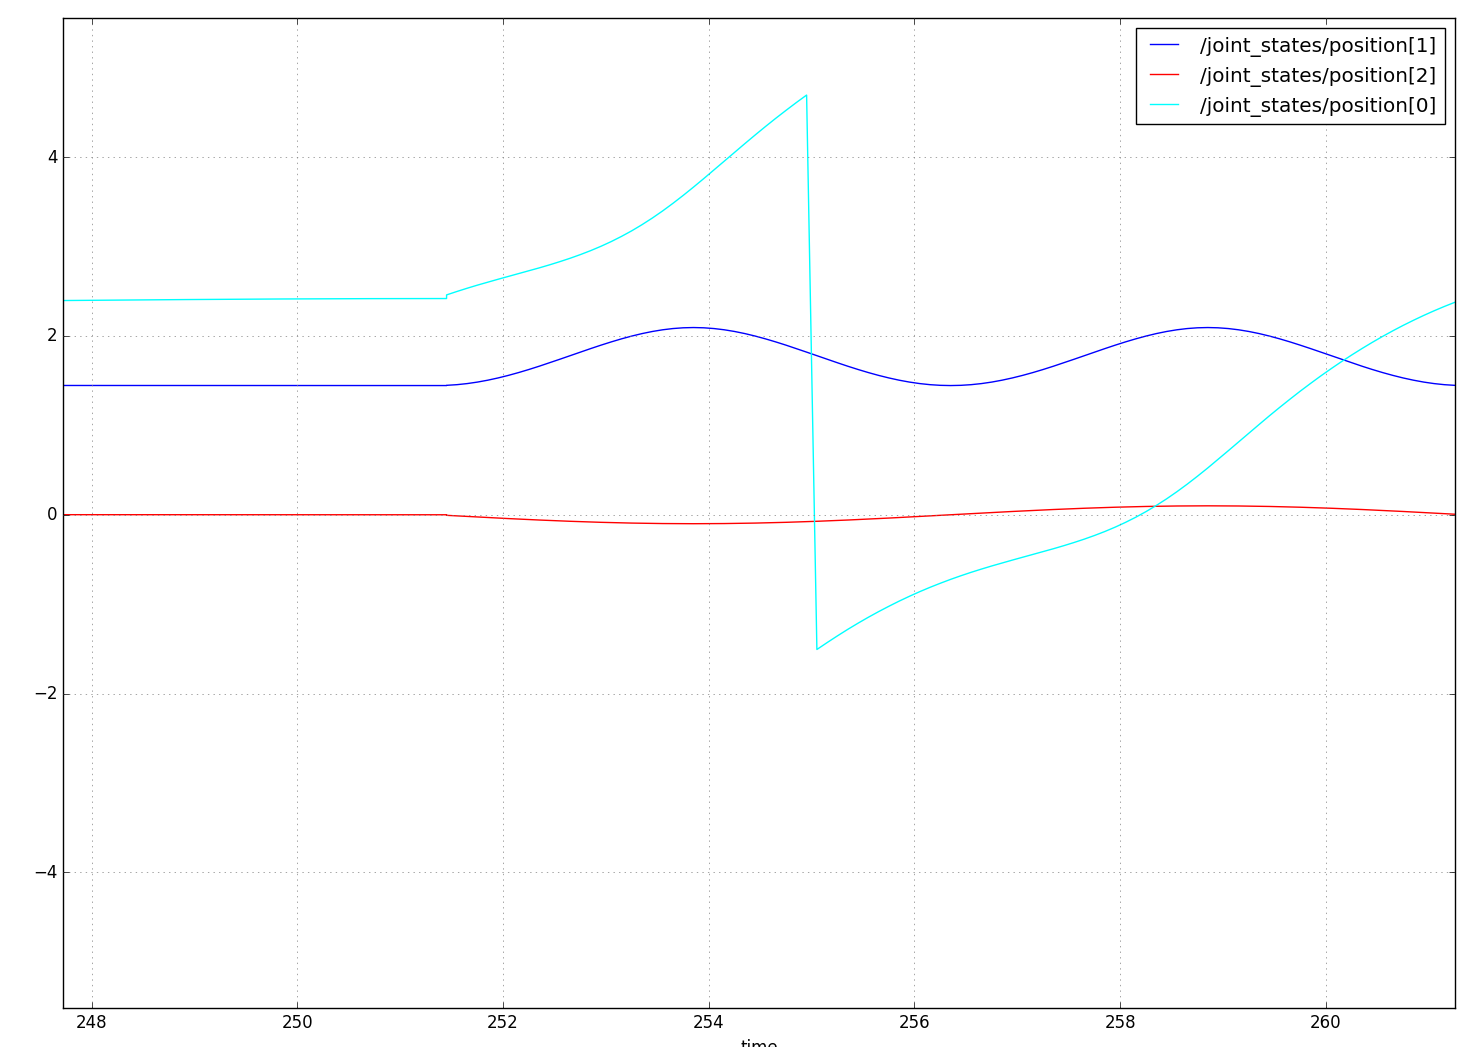 /joint_states/position[1]
/joint_states/position[2]
/joint_states/position[0]
4
2
0
−2
−4
248 250 252 254 256 258 260
time